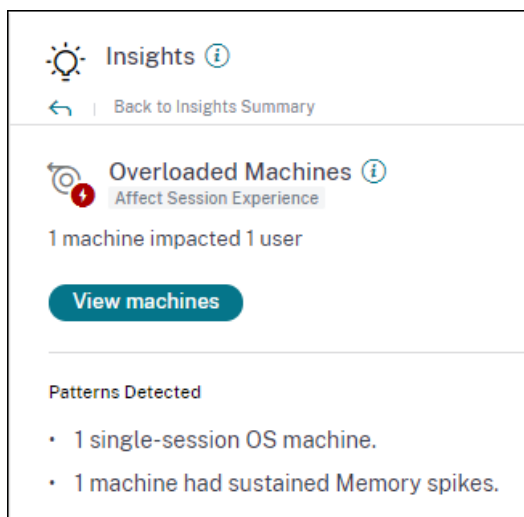 Insights
Back to Insights Summary
Overloaded Machines
Affect Session Experience
1 machine impacted 1 user
View machines
Patterns Detected
• 1 single-session OS machine.
• 1 machine had sustained Memory spikes.